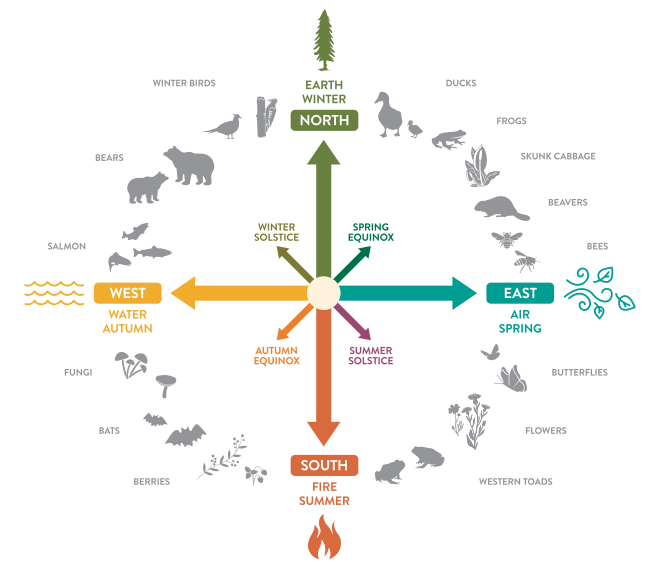 WINTER BIRDS
EARTH
WINTER
NORTH
DUCKS
FROGS
SKUNK CABBAGE
BEARS
BEAVERS
SALMON
WINTER
SOLSTICE
SPRING
EQUINOX
BEES
WEST
WATER
AUTUMN
EAST
AIR
SPRING
AUTUMN
EQUINOX
SUMMER
SOLSTICE
FUNGI
BUTTERFLIES
BATS
FLOWERS
BERRIES
SOUTH
FIRE
SUMMER
WESTERN TOADS